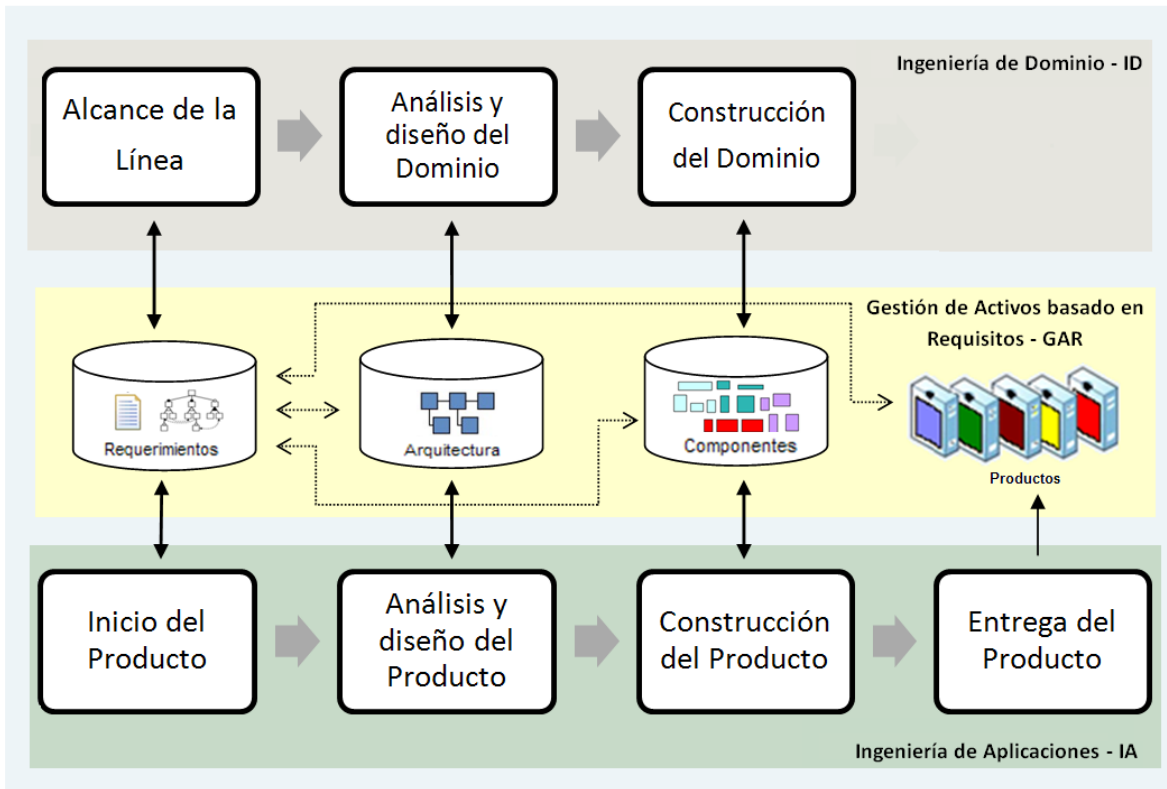 Ingeniería de Dominio - ID
Alcance de la
Línea
Análisis y
diseño del
Dominio
Construcción
del Dominio
Gestión de Activos basado en
Requisitos - GAR
Requerimientos
Arquitectura
Componentes
Productos
Inicio del
Producto
Análisis y
diseño del
Producto
Construcción
del Producto
Entrega del
Producto
Ingeniería de Aplicaciones - IA